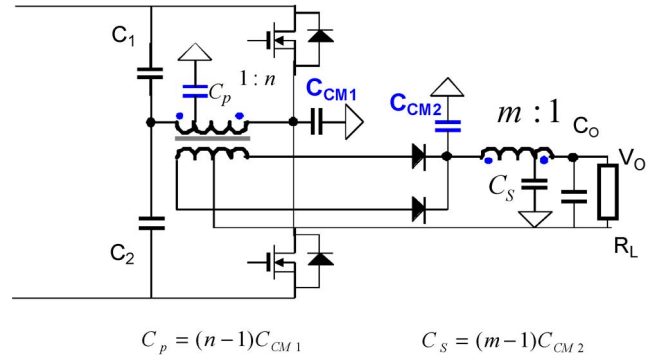 C1
1 : n
Cp
CCM1
CCM2
m : 1
CO
VO
CS
C2
RL
Cp = (n−1)CCM1
CS = (m−1)CCM2